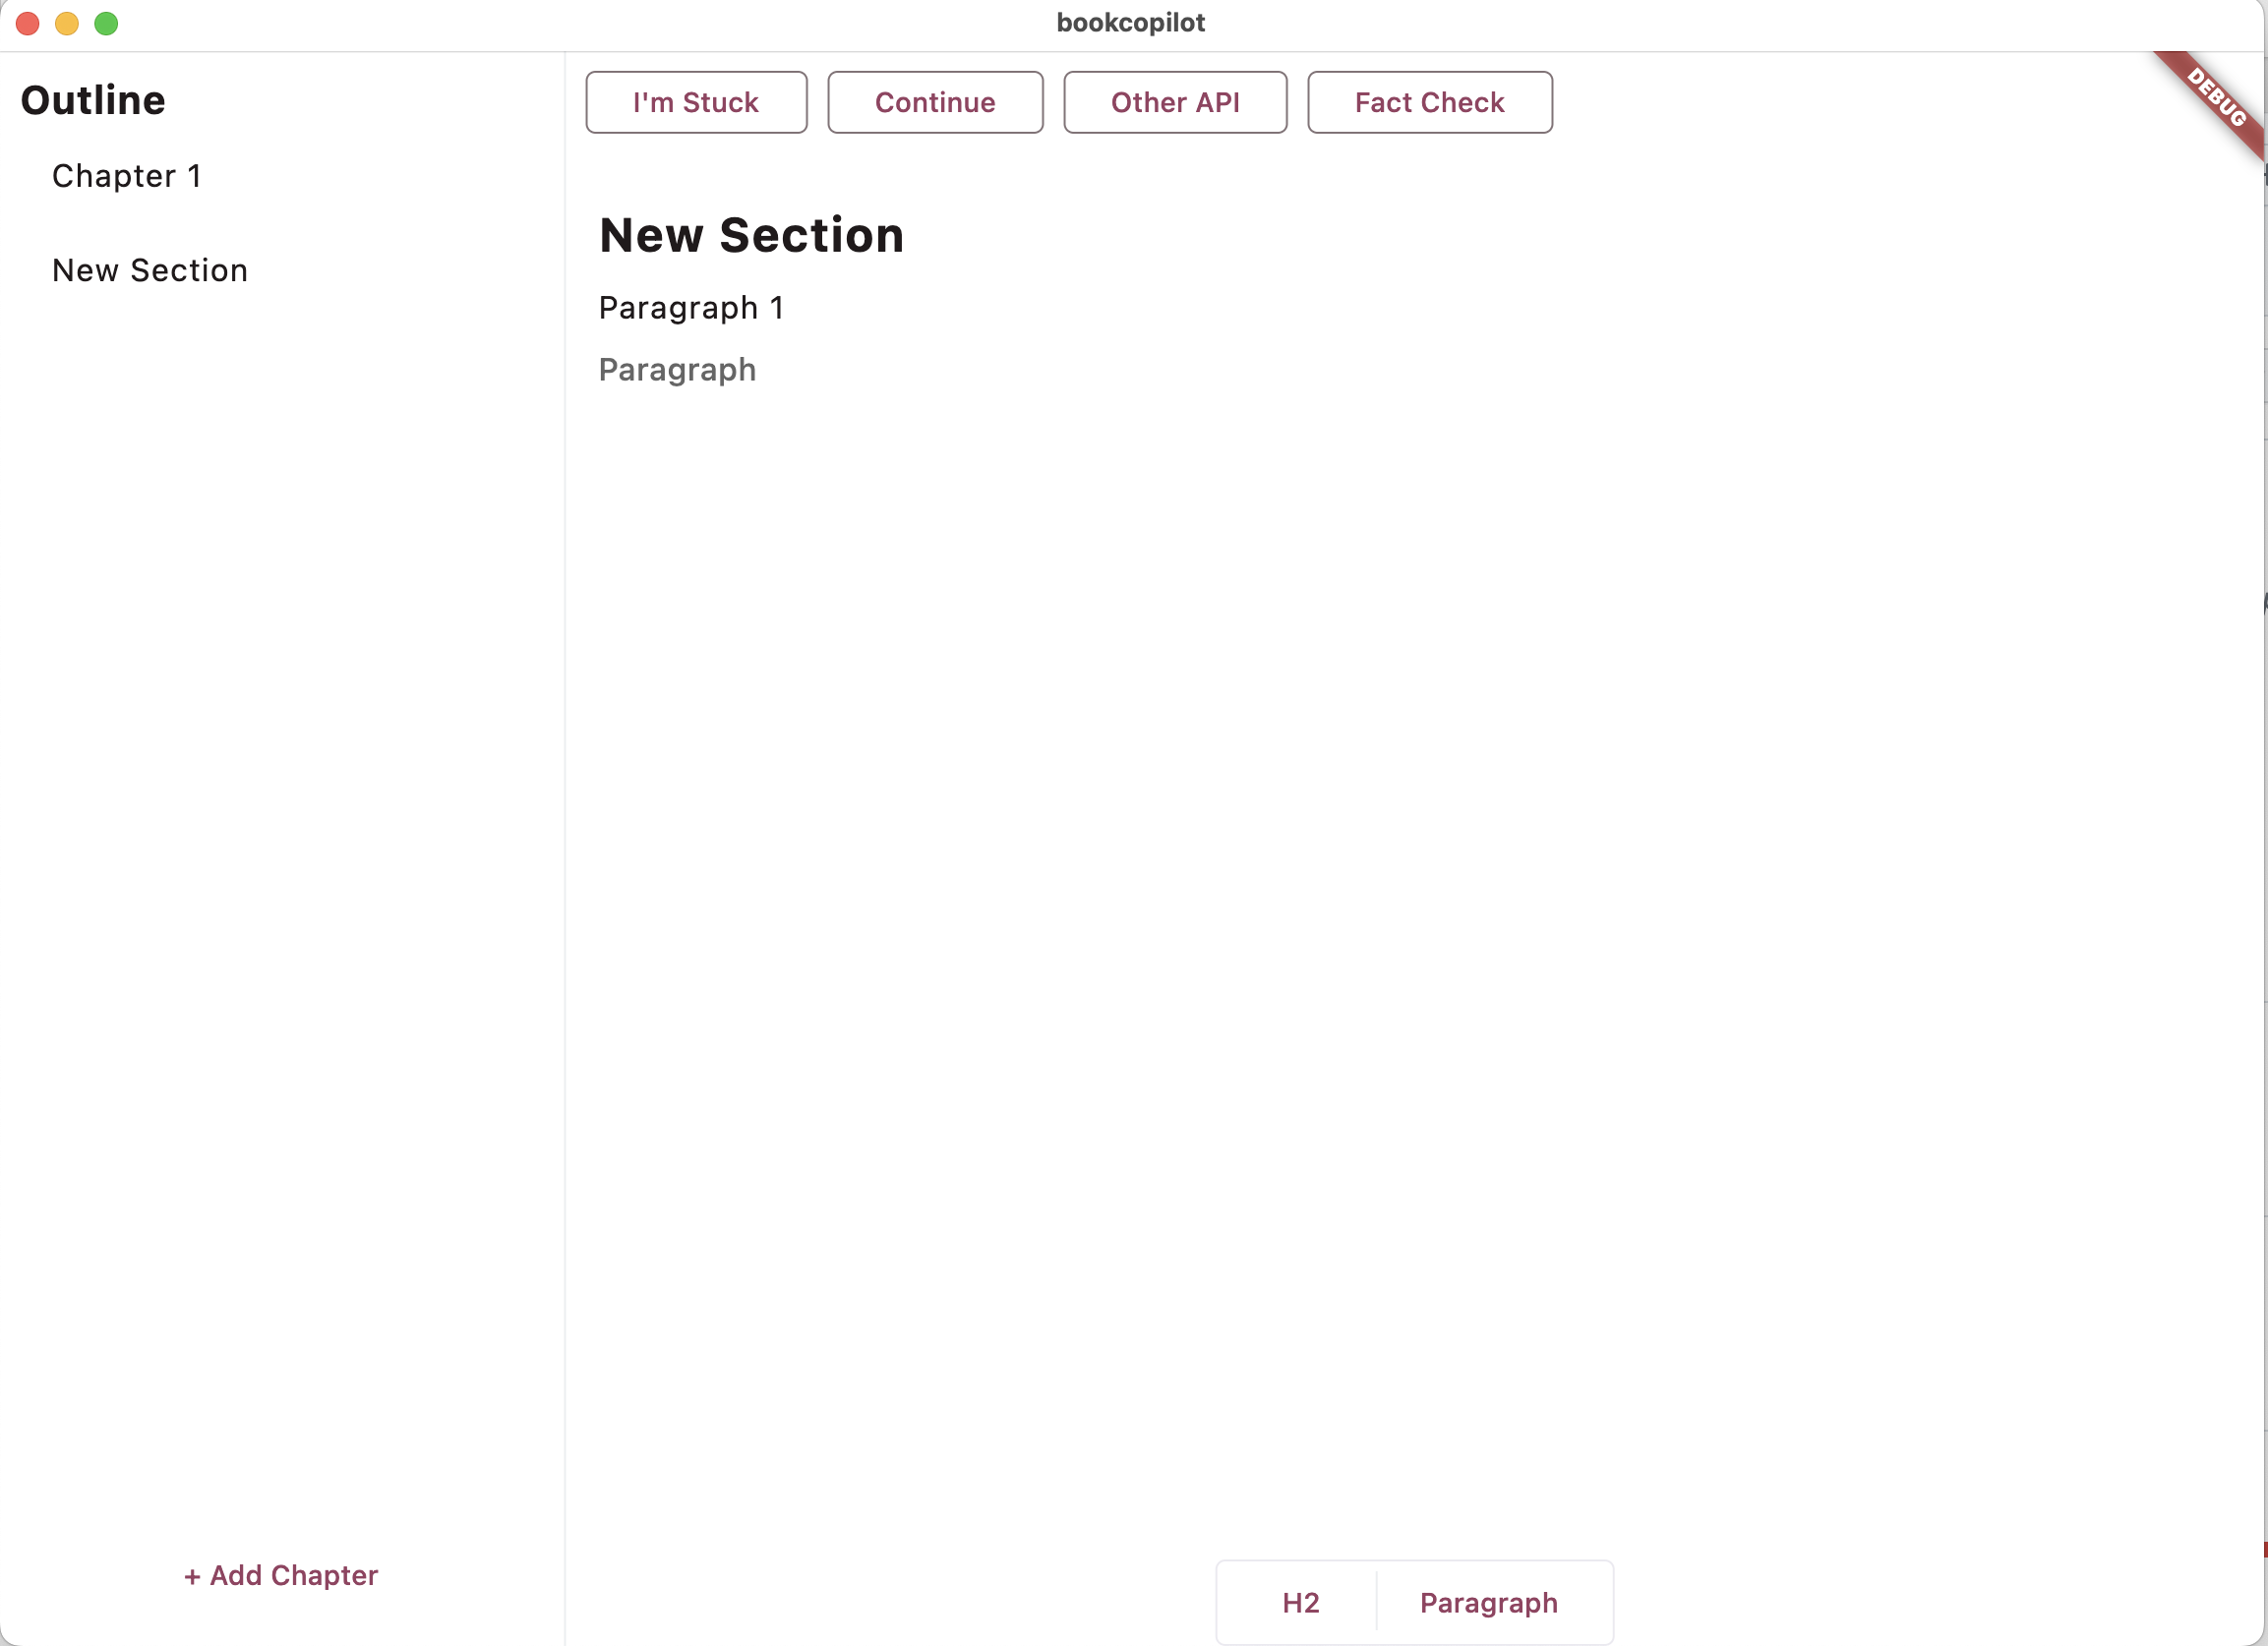 bookcopilot
DEBUG
Outline
Chapter 1
New Section
+ Add Chapter
I'm Stuck
Continue
Other API
Fact Check
New Section
Paragraph 1
Paragraph
H2
Paragraph